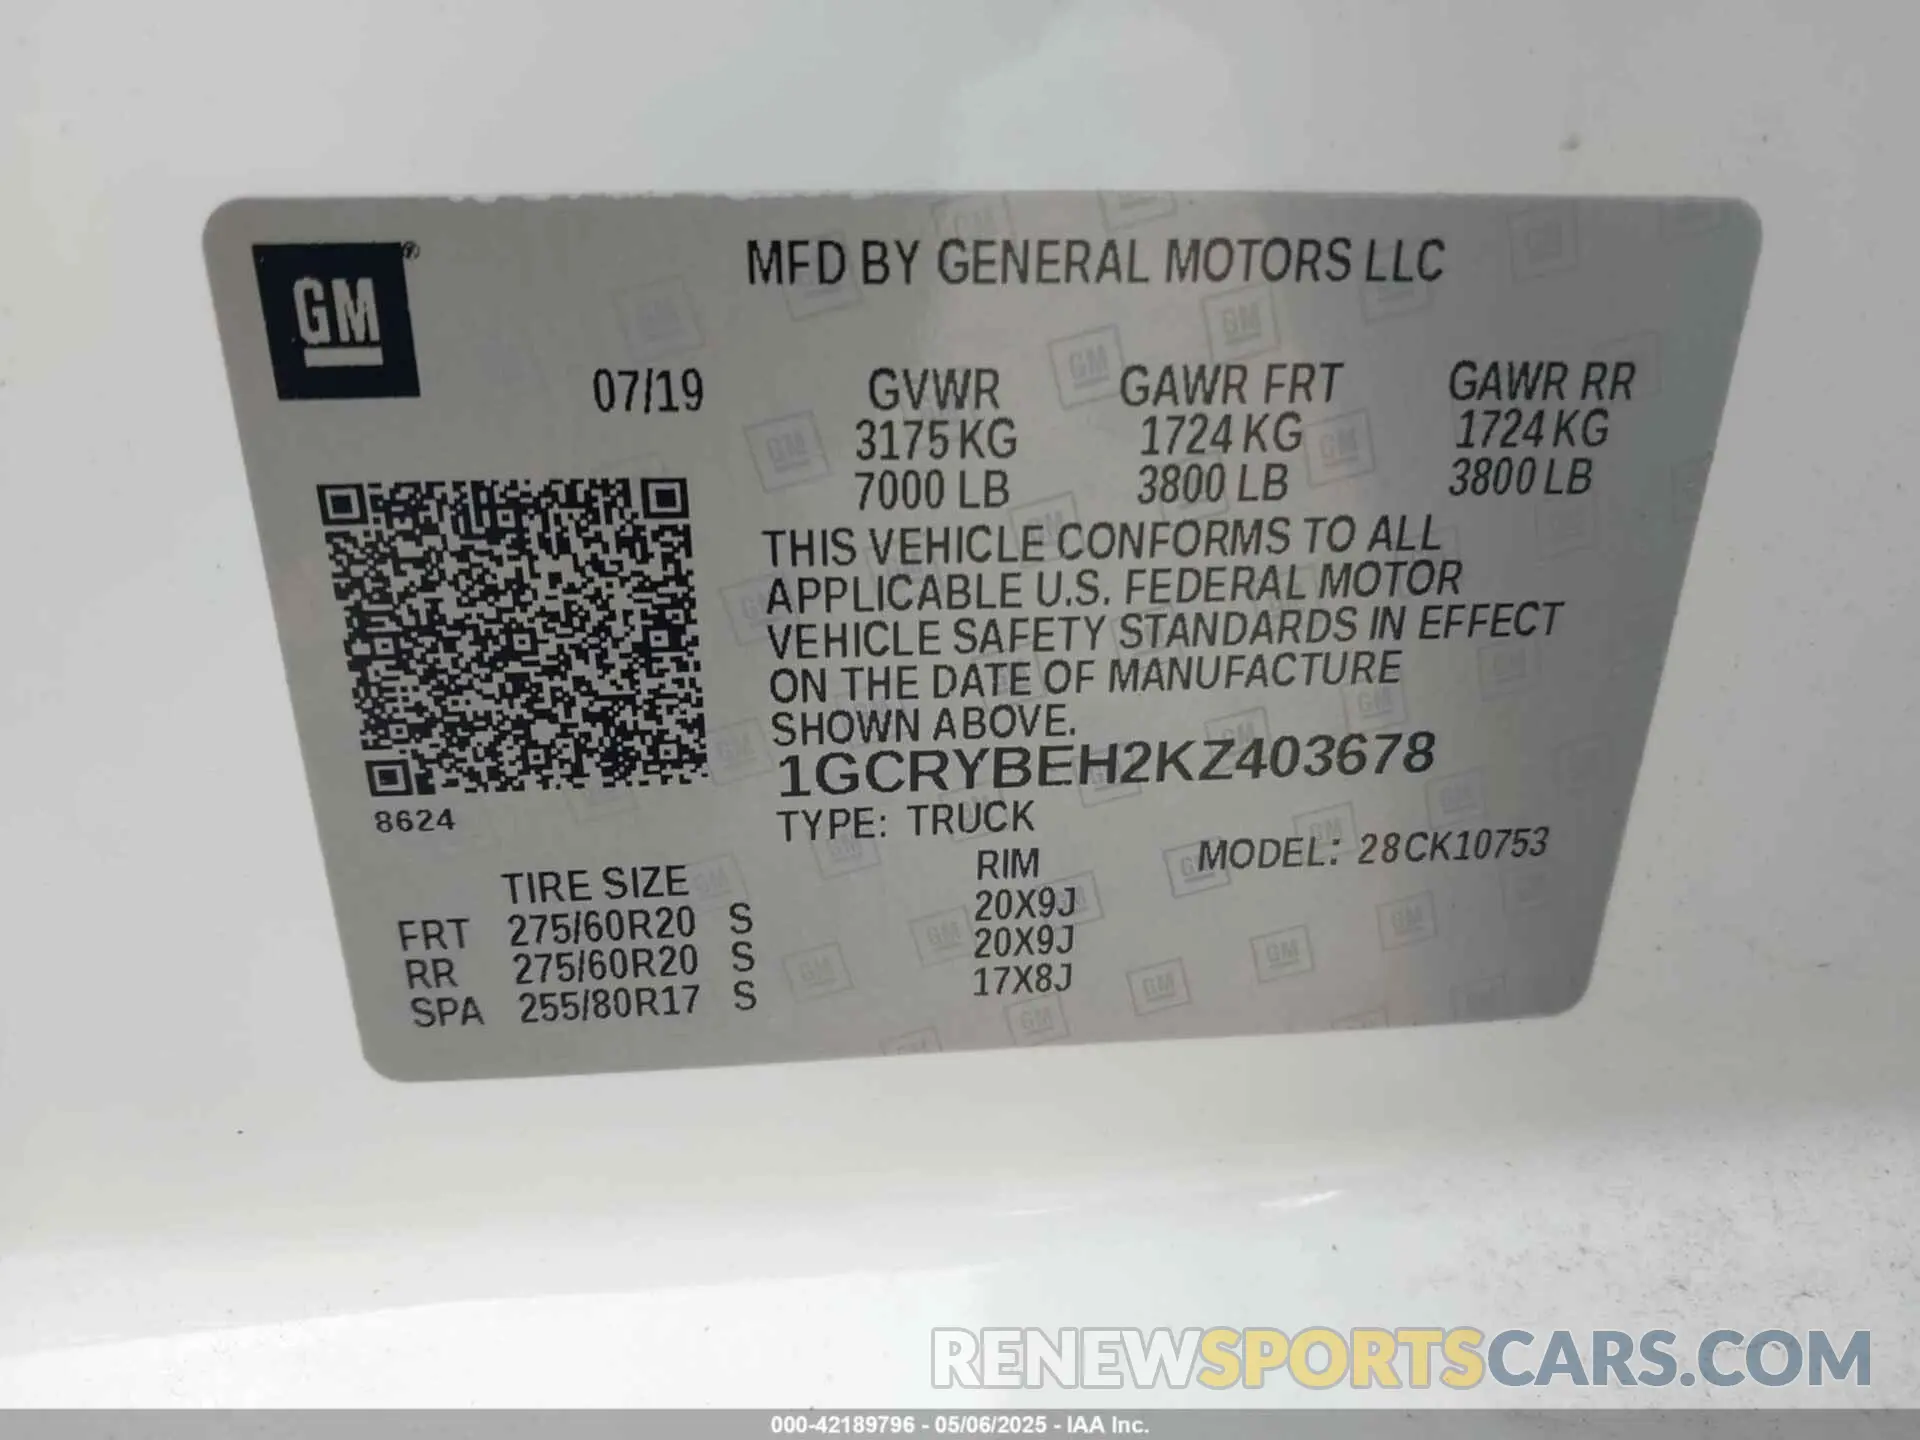 GM®
MFD BY GENERAL MOTORS LLC
07/19
GVWR GAWR FRT GAWR RR
3175 KG 1724 KG 1724 KG
7000 LB 3800 LB 3800 LB
THIS VEHICLE CONFORMS TO ALL
APPLICABLE U.S. FEDERAL MOTOR
VEHICLE SAFETY STANDARDS IN EFFECT
ON THE DATE OF MANUFACTURE
SHOWN ABOVE.
1GCRYBEH2KZ403678
8624
TYPE: TRUCK
MODEL: 28CK10753
TIRE SIZE RIM
FRT 275/60R20 S 20X9J
RR 275/60R20 S 20X9J
SPA 255/80R17 S 17X8J
RENEWSPORTSCARS.COM
000-42189796 - 05/06/2025 - IAA Inc.